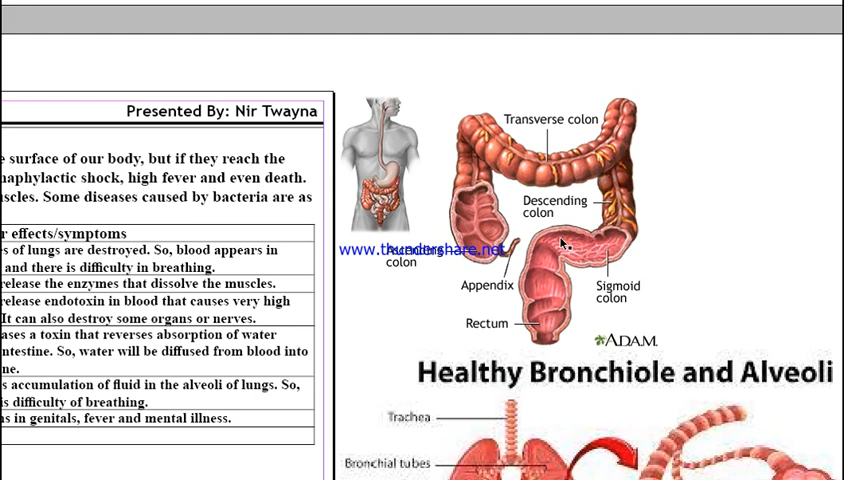 Presented By: Nir Twayna
e surface of our body, but if they reach the
naphylactic shock, high fever and even death.
uscles. Some diseases caused by bacteria are as
r effects/symptoms
es of lungs are destroyed. So, blood appears in
and there is difficulty in breathing.
release the enzymes that dissolve the muscles.
release endotoxin in blood that causes very high
It can also destroy some organs or nerves.
ases a toxin that reverses absorption of water
ntestine. So, water will be diffused from blood into
ne.
s accumulation of fluid in the alveoli of lungs. So,
is difficulty of breathing.
ns in genitals, fever and mental illness.
Transverse colon
Descending
colon
www.thundershare.net
colon
Appendix
Sigmoid
colon
Rectum
ADAM.
Healthy Bronchiole and Alveoli
Trachea
Bronchial tubes